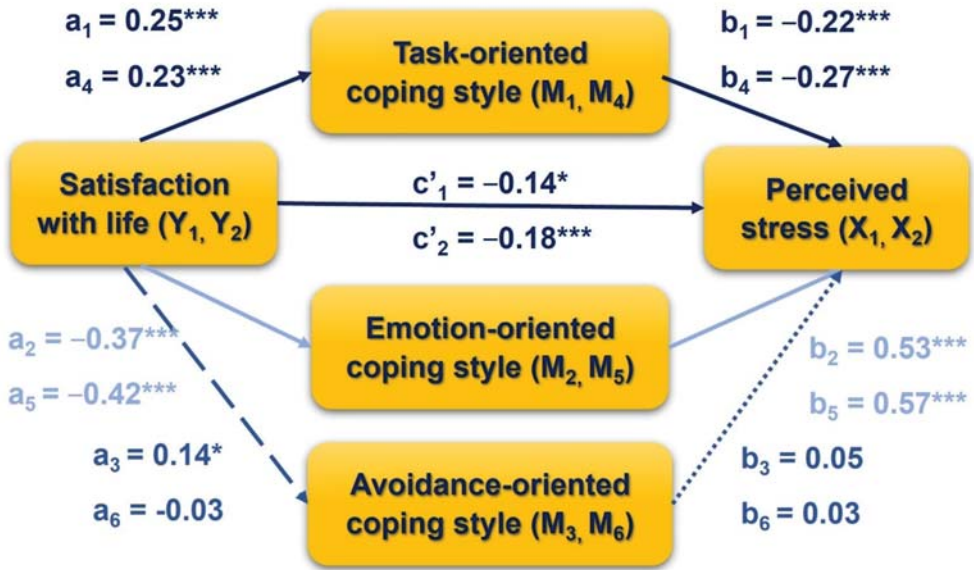 a₁ = 0.25***
a₄ = 0.23***
Task-oriented
coping style (M₁, M₄)
b₁ = −0.22***
b₄ = −0.27***
Satisfaction
with life (Y₁, Y₂)
c'₁ = −0.14*
c'₂ = −0.18***
Perceived
stress (X₁, X₂)
a₂ = −0.37***
a₅ = −0.42***
Emotion-oriented
coping style (M₂, M₅)
b₂ = 0.53***
b₅ = 0.57***
a₃ = 0.14*
a₆ = -0.03
Avoidance-oriented
coping style (M₃, M₆)
b₃ = 0.05
b₆ = 0.03